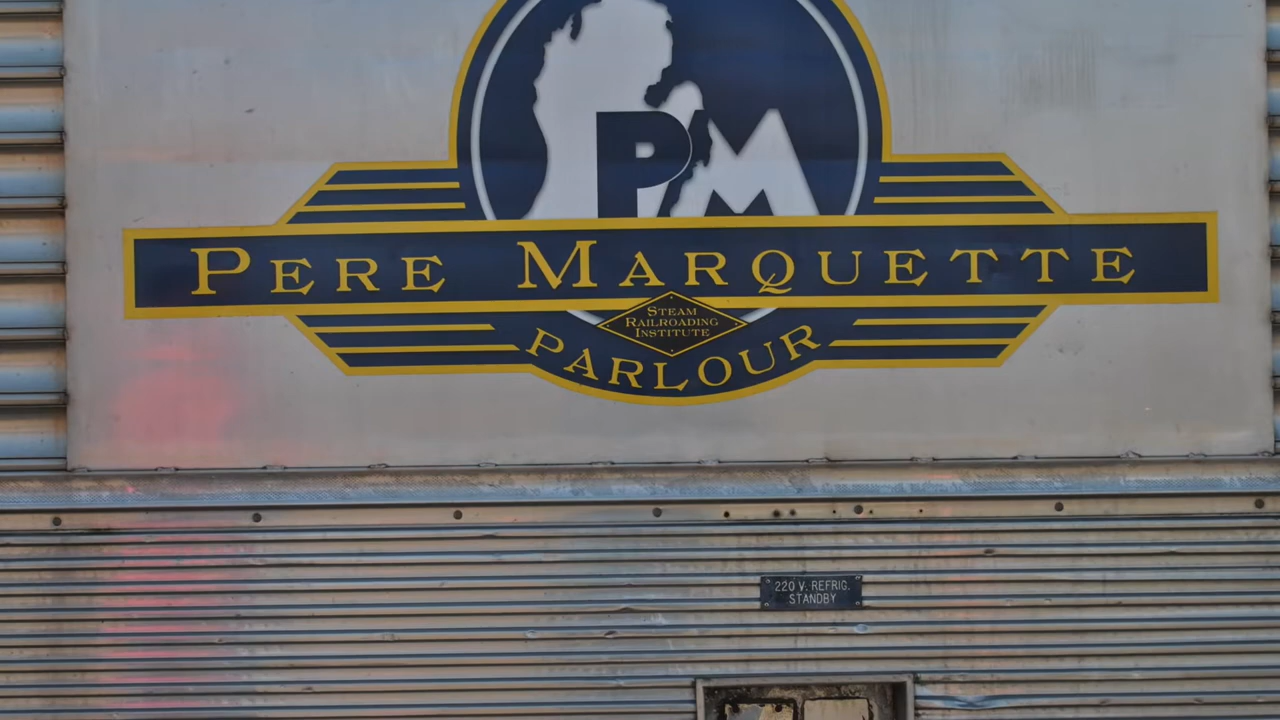 PM
PERE MARQUETTE
STEAM
RAILROADING
INSTITUTE
PARLOUR
220 V. REFRIG.
STANDBY